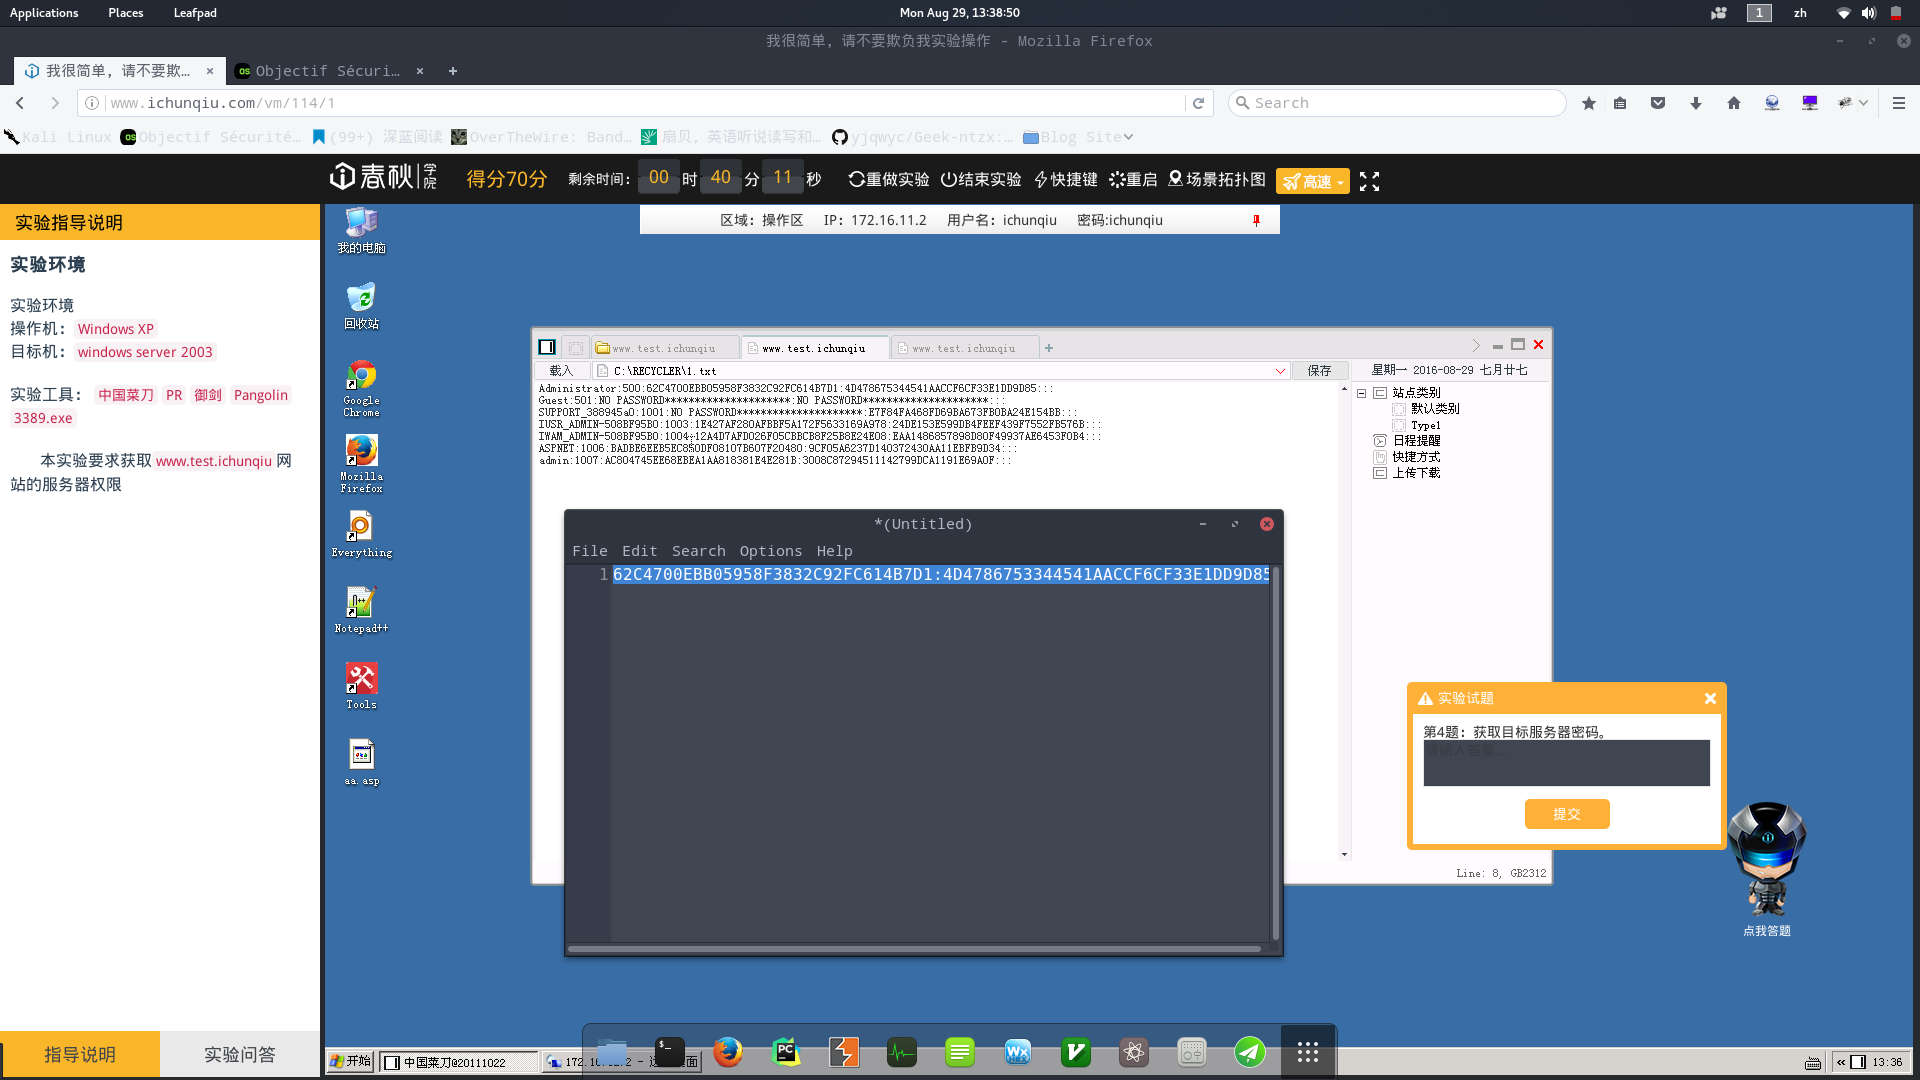 Applications Places Leafpad
Mon Aug 29, 13:38:50
1 zh
我很简单，请不要欺负我实验操作 - Mozilla Firefox
我很简单，请不要欺... × Objectif Sécuri... × +
www.ichunqiu.com/vm/114/1
Search
Kali Linux Objectif Sécurité... (99+) 深蓝阅读 OverTheWire: Band... 扇贝，英语听说读写和... yjqwyc/Geek-ntzx:... Blog Site
春秋 学院 得分70分 剩余时间： 00 时 40 分 11 秒 重做实验 结束实验 快捷键 重启 场景拓扑图 高速
实验指导说明
区域：操作区 IP：172.16.11.2 用户名：ichunqiu 密码:ichunqiu
实验环境
实验环境
操作机： Windows XP
目标机： windows server 2003
实验工具： 中国菜刀 PR 御剑 Pangolin
3389.exe
本实验要求获取 www.test.ichunqiu 网
站的服务器权限
指导说明 实验问答
我的电脑
回收站
Google
Chrome
Mozilla
Firefox
Everything
Notepad++
Tools
aa.asp
www.test.ichunqiu www.test.ichunqiu www.test.ichunqiu +
载入 C:\RECYCLER\1.txt 保存
星期一 2016-08-29 七月廿七
Administrator:500:62C4700EBB05958F3832C92FC614B7D1:4D478675344541AACCF6CF33E1DD9D85:::
Guest:501:NO PASSWORD*********************:NO PASSWORD*********************:::
SUPPORT_388945a0:1001:NO PASSWORD*********************:E7F84FA468FD69BA673FB0BA24E154BB:::
IUSR_ADMIN-508BF95B0:1003:1E427AF280AFBBF5A172F5633169A978:24DE153E599DB4FEEF439F7552FB576B:::
IWAM_ADMIN-508BF95B0:1004:12A4D7AFD026F05CBBCB8F25B8E24E08:EAA1486857898D80F49937AE6453F0B4:::
ASPNET:1006:BADBE6EEB5EC850DF08107B607F20480:9CF05A6237D140372430AA11EBFB9D34:::
admin:1007:AC804745EE68EBEA1AA818381E4E281B:3008C87294511142799DCA1191E69A0F:::
站点类别
默认类别
Type1
日程提醒
快捷方式
上传下载
Line: 8, GB2312
*(Untitled)
File Edit Search Options Help
1 62C4700EBB05958F3832C92FC614B7D1:4D4786753344541AACCF6CF33E1DD9D85
实验试题
第4题：获取目标服务器密码。
请输入答案...
提交
点我答题
开始 中国菜刀@20111022
13:36